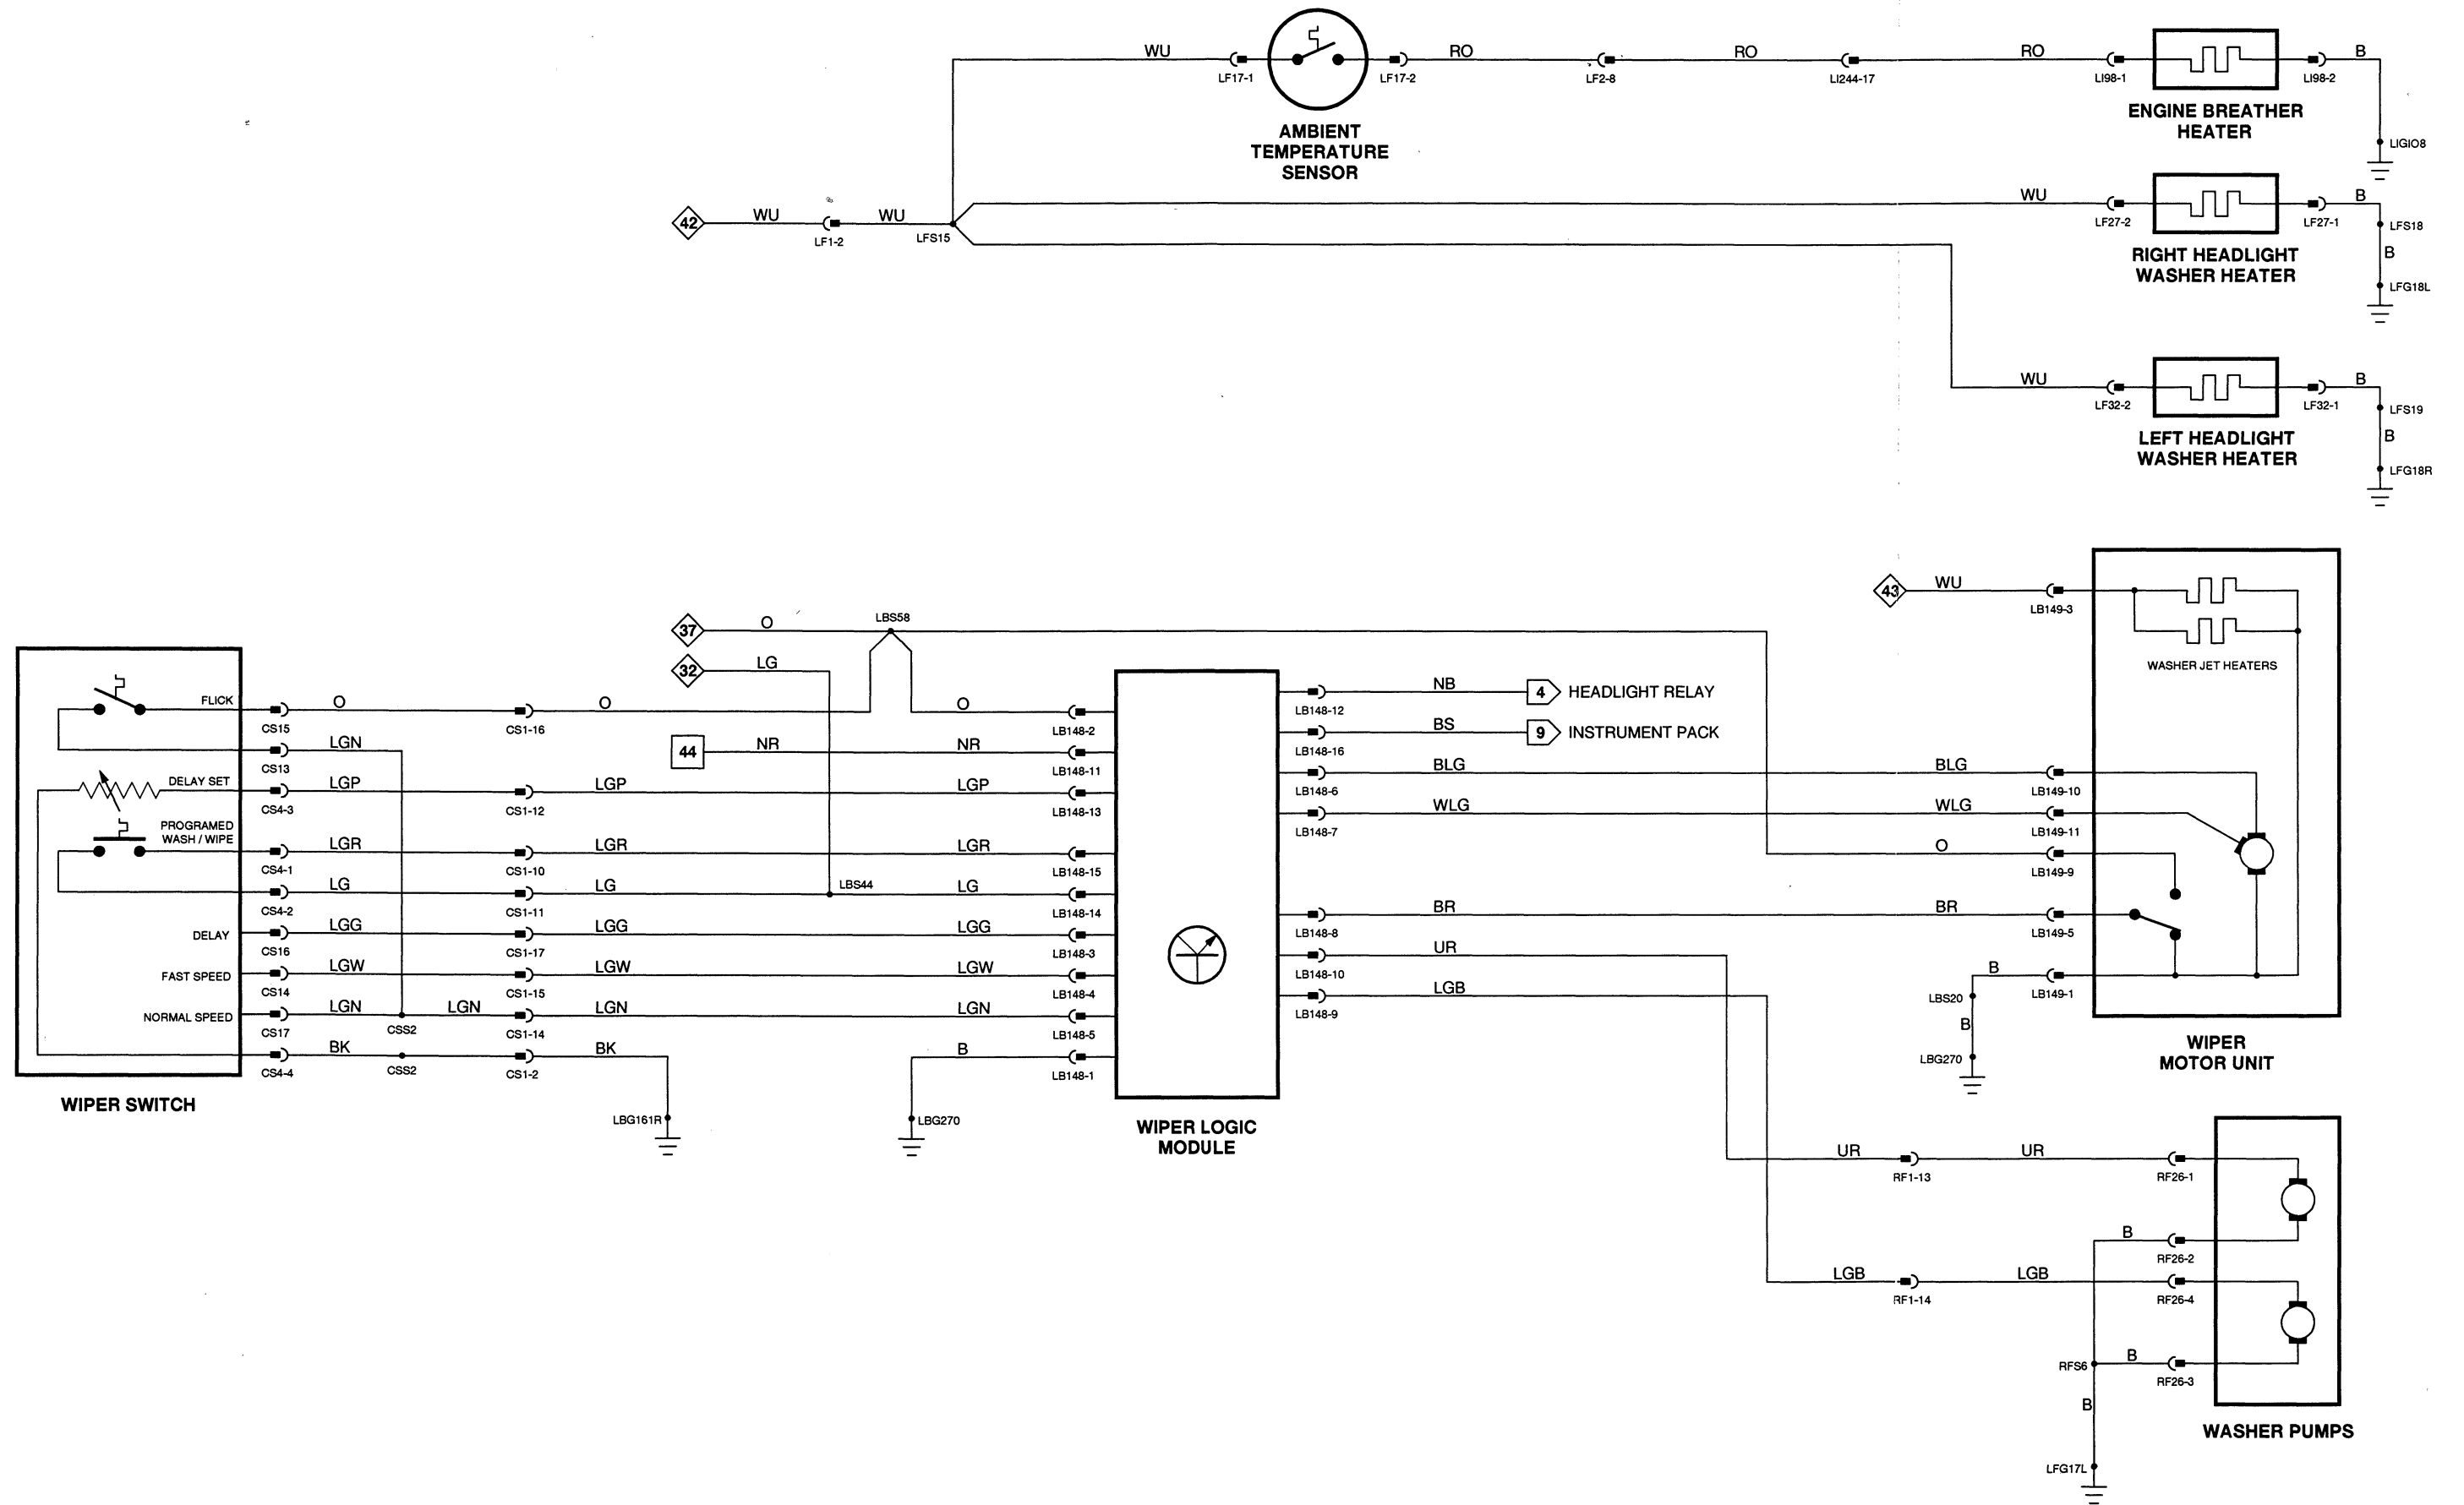 WU
LF17-1
LF17-2
RO
LF2-8
RO
LI244-17
RO
LI98-1
LI98-2
B
ENGINE BREATHER
HEATER
LIGIO8
AMBIENT
TEMPERATURE
SENSOR
42
WU
LF1-2
WU
LFS15
WU
LF27-2
LF27-1
B
LFS18
B
LFG18L
RIGHT HEADLIGHT
WASHER HEATER
WU
LF32-2
LF32-1
B
LFS19
B
LFG18R
LEFT HEADLIGHT
WASHER HEATER
43
WU
LB149-3
WASHER JET HEATERS
37
O
LBS58
32
LG
FLICK
CS15
O
CS1-16
O
O
LB148-2
LB148-12
NB
4
HEADLIGHT RELAY
CS13
LGN
44
NR
NR
LB148-11
LB148-16
BS
9
INSTRUMENT PACK
DELAY SET
CS4-3
LGP
CS1-12
LGP
LGP
LB148-13
LB148-6
BLG
BLG
LB149-10
LB148-7
WLG
WLG
LB149-11
PROGRAMED
WASH / WIPE
CS4-1
LGR
CS1-10
LGR
LGR
LB148-15
O
LB149-9
CS4-2
LG
CS1-11
LG
LBS44
LG
LB148-14
LB148-8
BR
BR
LB149-5
DELAY
CS16
LGG
CS1-17
LGG
LGG
LB148-3
LB148-10
UR
FAST SPEED
CS14
LGW
CS1-15
LGW
LGW
LB148-4
LB148-9
LGB
B
LB149-1
LBS20
B
LBG270
NORMAL SPEED
CS17
LGN
CSS2
LGN
CS1-14
LGN
LGN
LB148-5
CS4-4
BK
CSS2
CS1-2
BK
LBG161R
B
LB148-1
LBG270
WIPER SWITCH
WIPER LOGIC
MODULE
WIPER
MOTOR UNIT
UR
RF1-13
UR
RF26-1
B
RF26-2
LGB
RF1-14
LGB
RF26-4
RFS6
B
RF26-3
B
LFG17L
WASHER PUMPS